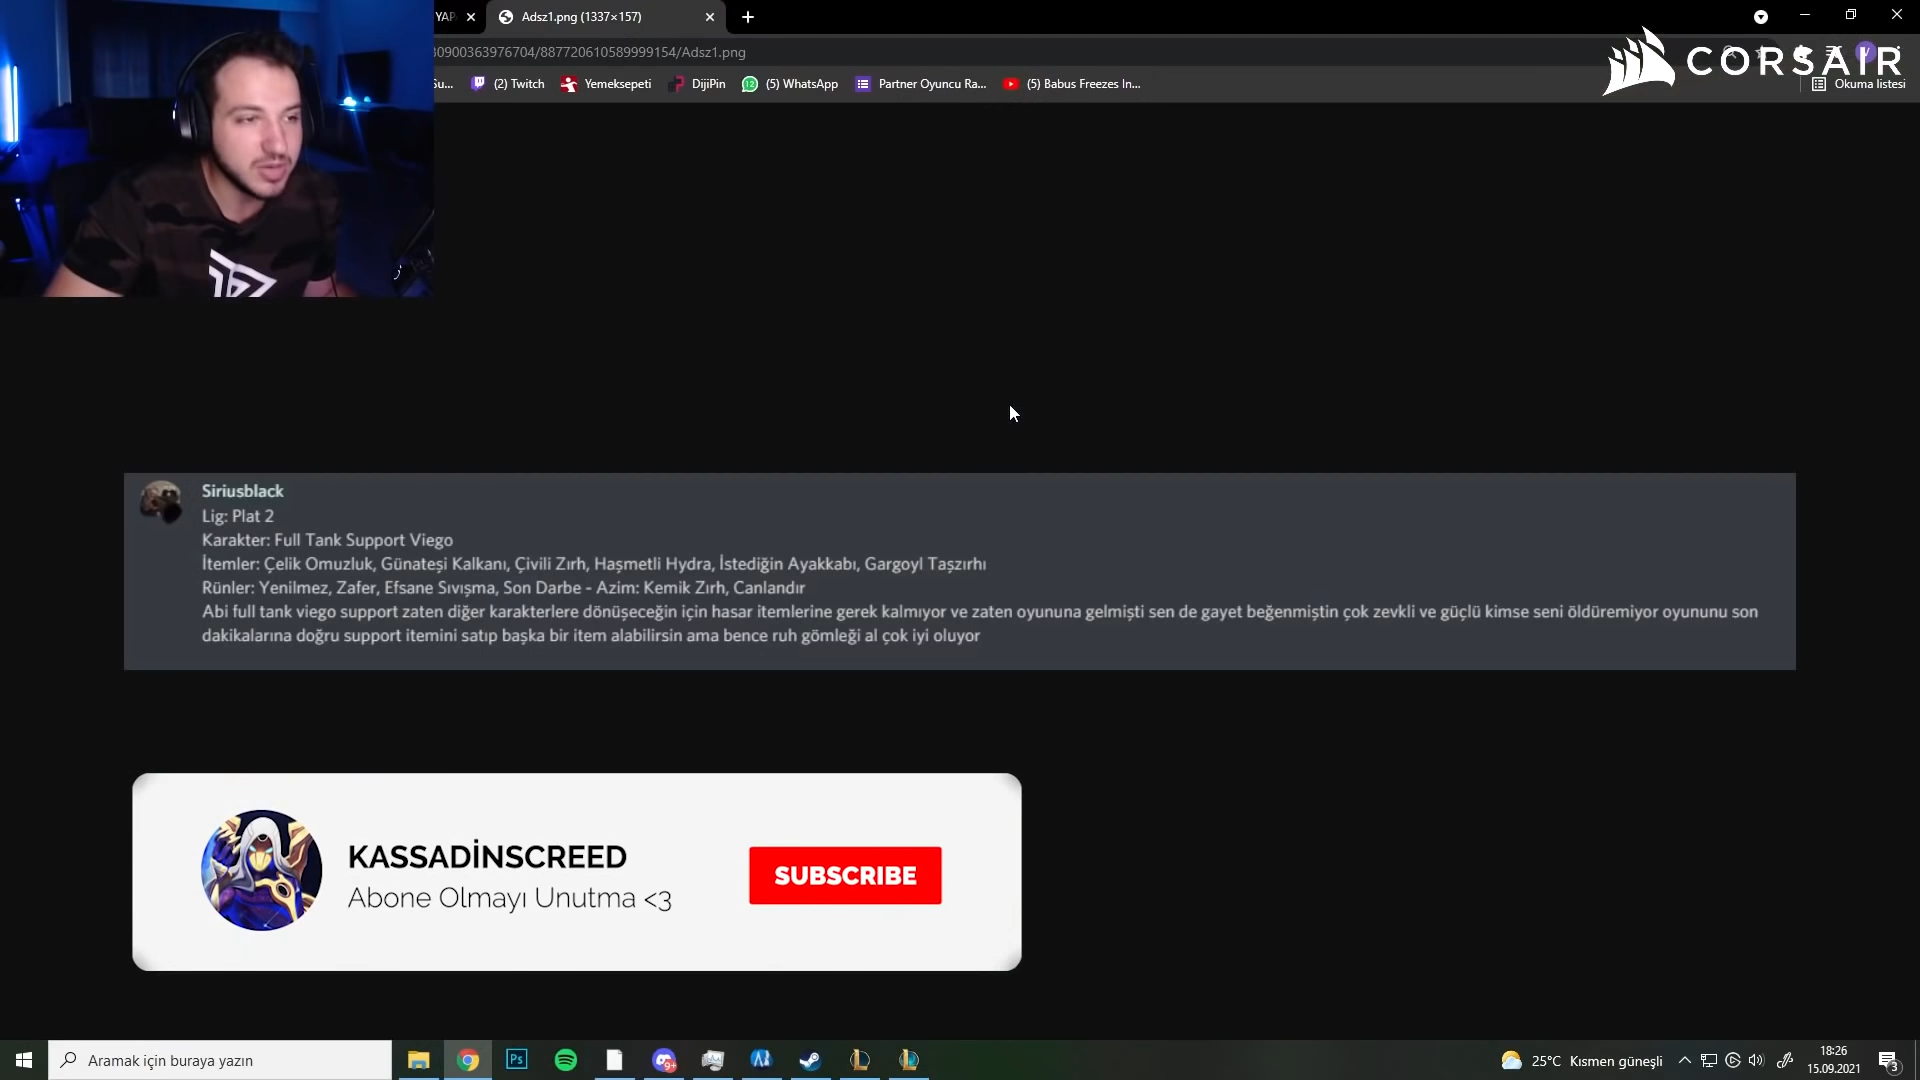 YAP
Adsz1.png (1337×157)
30900363976704/887720610589999154/Adsz1.png
CORSAIR
Su...
(2) Twitch
Yemeksepeti
DijiPin
(5) WhatsApp
Partner Oyuncu Ra...
(5) Babus Freezes In...
Okuma listesi
Siriusblack
Lig: Plat 2
Karakter: Full Tank Support Viego
İtemler: Çelik Omuzluk, Günateşi Kalkanı, Çivili Zırh, Haşmetli Hydra, İstediğin Ayakkabı, Gargoyl Taşzırhı
Rünler: Yenilmez, Zafer, Efsane Sıvışma, Son Darbe - Azim: Kemik Zırh, Canlandır
Abi full tank viego support zaten diğer karakterlere dönüşeceğin için hasar itemlerine gerek kalmıyor ve zaten oyununa gelmişti sen de gayet beğenmiştin çok zevkli ve güçlü kimse seni öldüremiyor oyununu son
dakikalarına doğru support itemini satıp başka bir item alabilirsin ama bence ruh gömleği al çok iyi oluyor
KASSADİNSCREED
Abone Olmayı Unutma <3
SUBSCRIBE
Aramak için buraya yazın
25°C Kısmen güneşli
18:26
15.09.2021
3